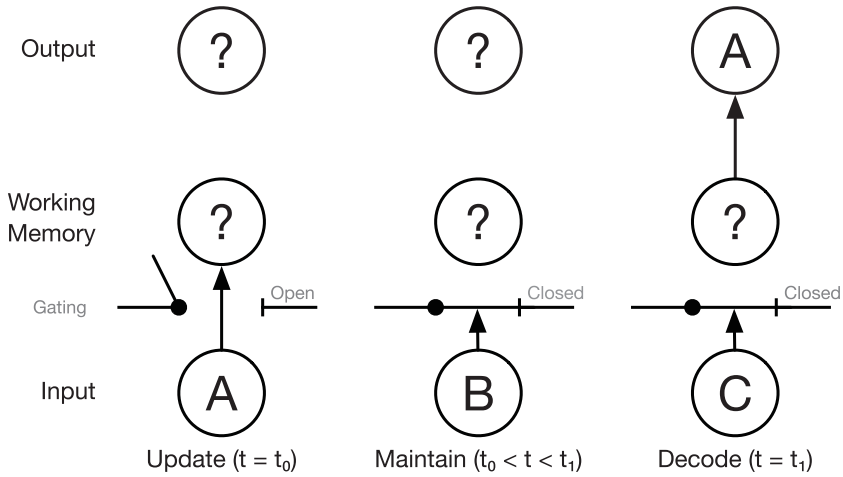 Output
?
?
A
Working
Memory
?
?
?
Gating
Open
Closed
Closed
Input
A
B
C
Update (t = t₀)
Maintain (t₀ < t < t₁)
Decode (t = t₁)